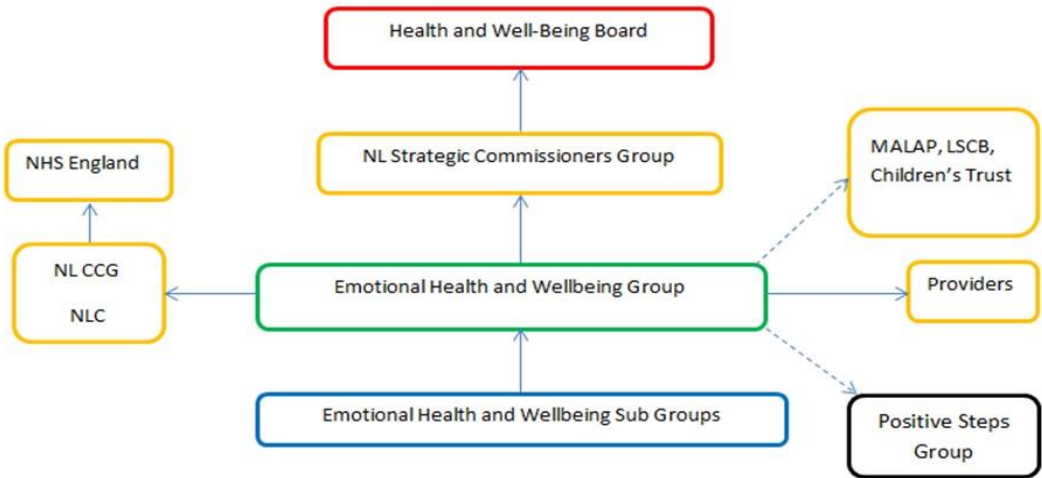 Health and Well-Being Board
NHS England
NL Strategic Commissioners Group
MALAP, LSCB,
Children’s Trust
NL CCG
NLC
Emotional Health and Wellbeing Group
Providers
Emotional Health and Wellbeing Sub Groups
Positive Steps
Group